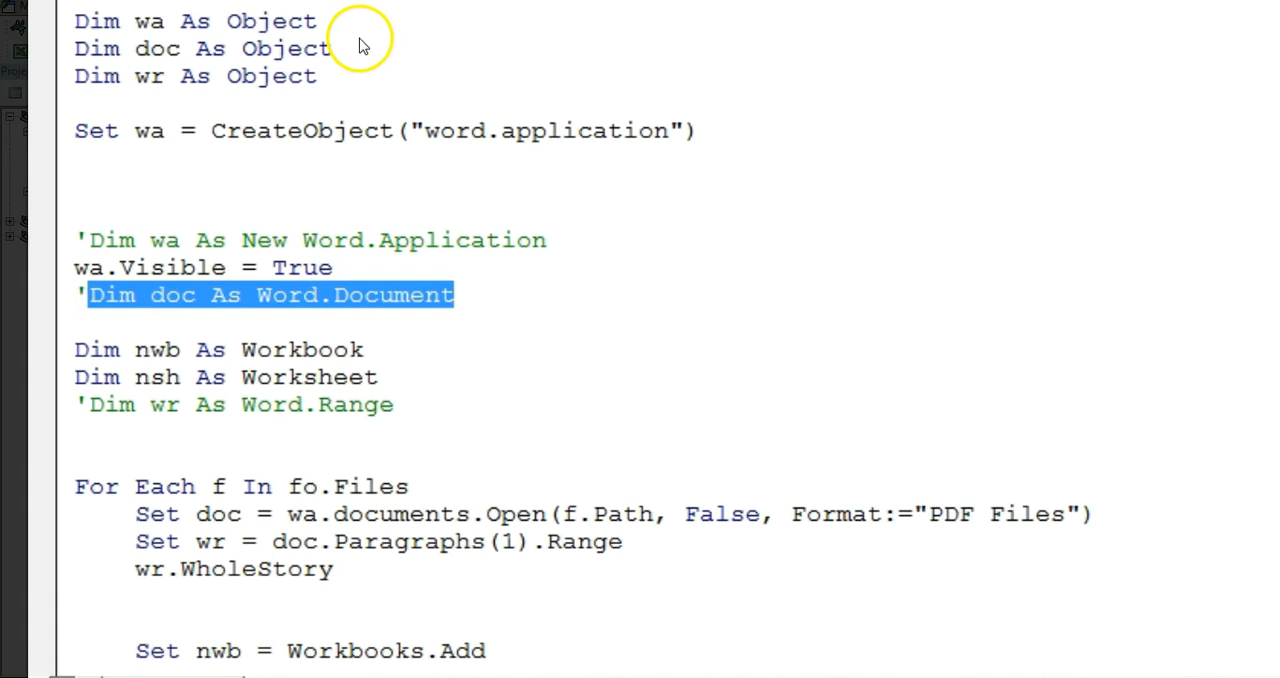 Dim wa As Object
Dim doc As Object
Dim wr As Object
Set wa = CreateObject("word.application")
'Dim wa As New Word.Application
wa.Visible = True
'Dim doc As Word.Document
Dim nwb As Workbook
Dim nsh As Worksheet
'Dim wr As Word.Range
For Each f In fo.Files
Set doc = wa.documents.Open(f.Path, False, Format:="PDF Files")
Set wr = doc.Paragraphs(1).Range
wr.WholeStory
Set nwb = Workbooks.Add